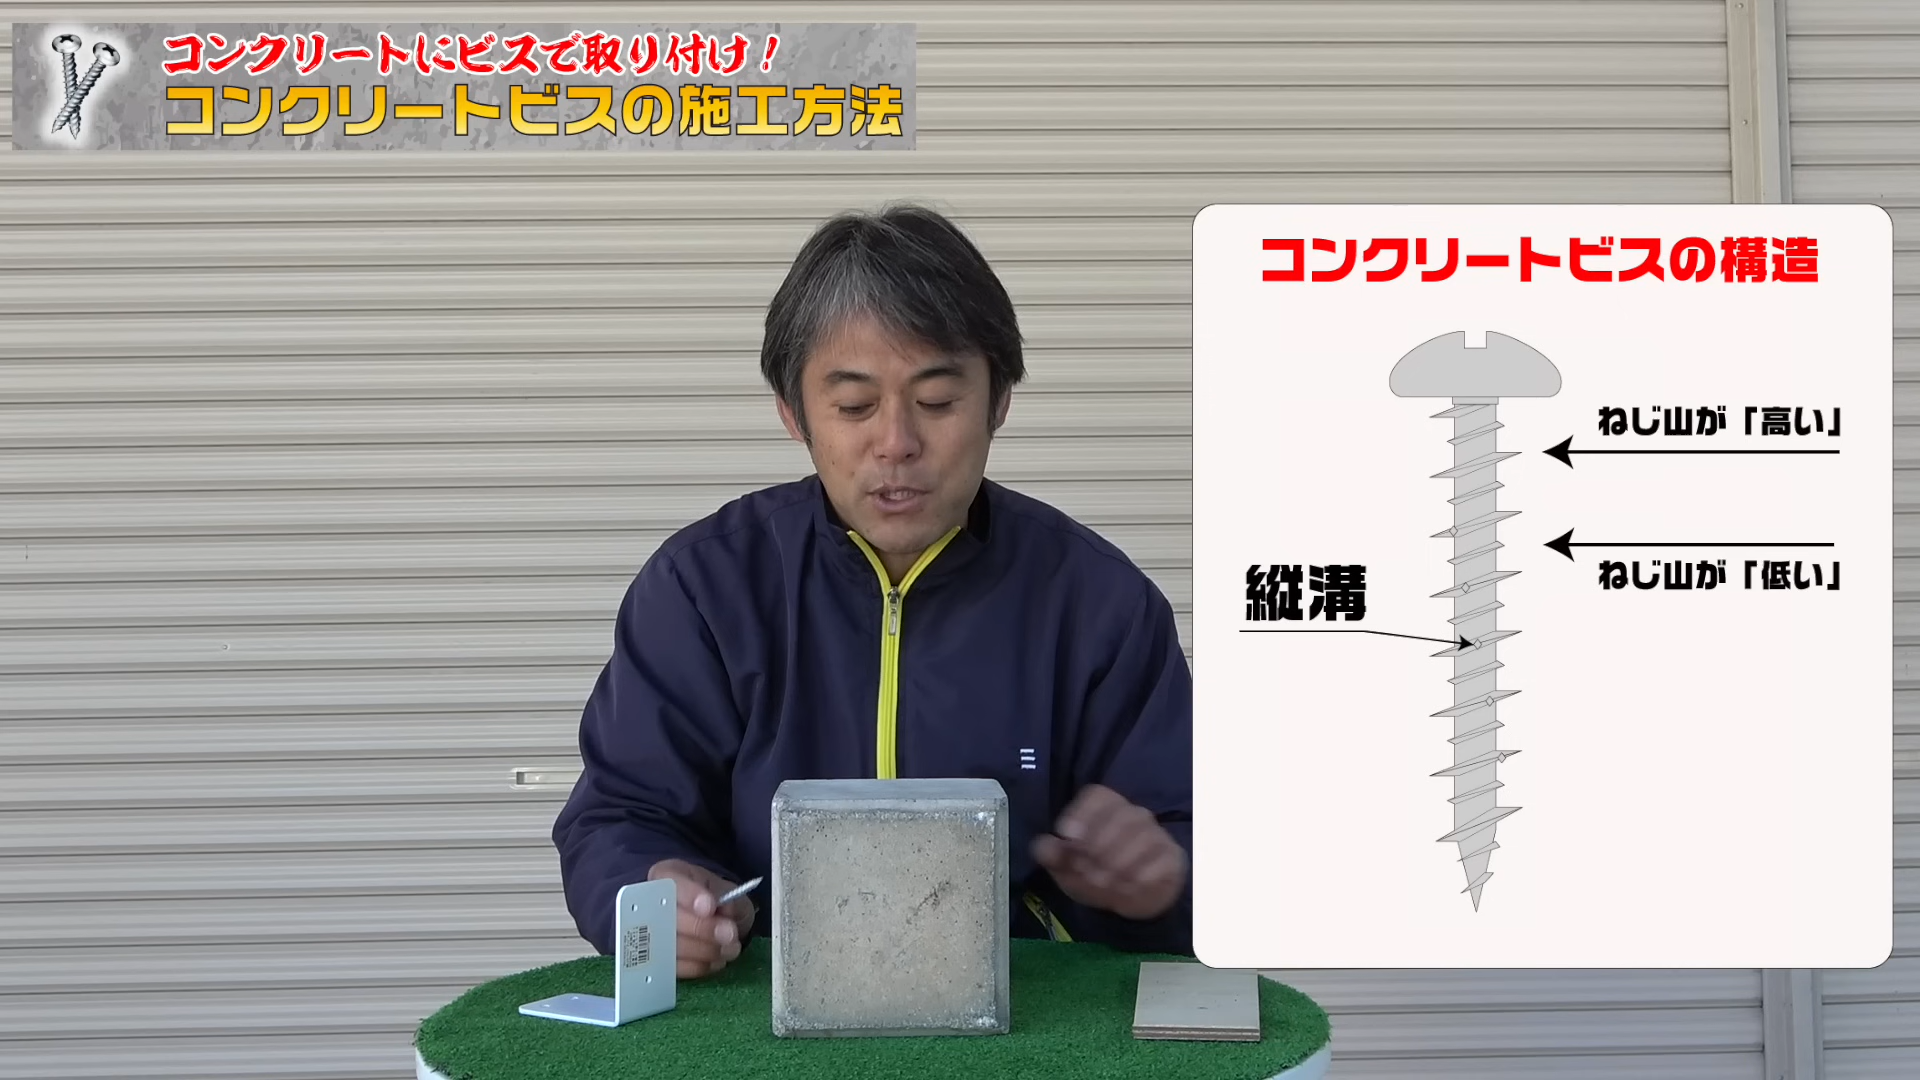 コンクリートにビスで取り付け！
コンクリートビスの施工方法
コンクリートビスの構造
ねじ山が「高い」
ねじ山が「低い」
縦溝